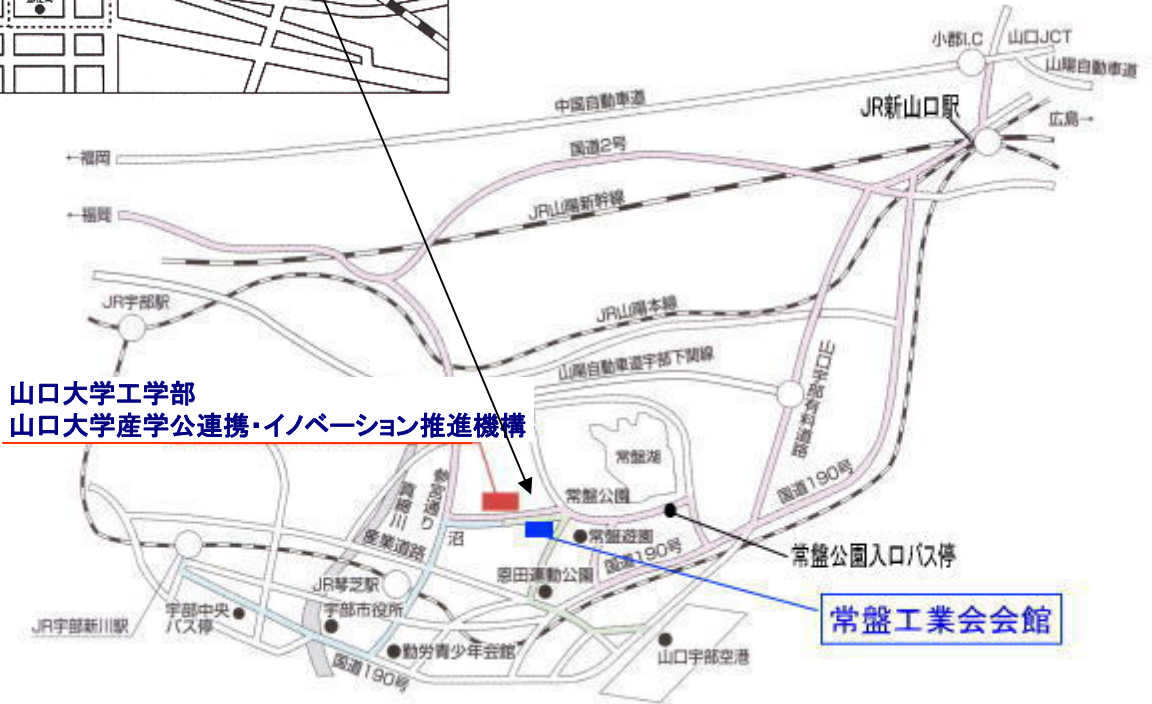 小郡I.C
山口JCT
山陽自動車道
中国自動車道
JR新山口駅
広島→
国道2号
←福岡
←福岡
JR山陽新幹線
JR宇部駅
JR山陽本線
山陽自動車道宇部下関線
山口宇部有料道路
山口大学工学部
山口大学産学公連携・イノベーション推進機構
常盤湖
参宮通り
真締川
常盤公園
国道190号
産業道路
沼
常盤遊園
国道190号
常盤公園入口バス停
恩田運動公園
JR琴芝駅
宇部中央
バス停
宇部市役所
常盤工業会会館
JR宇部新川駅
勤労青少年会館
山口宇部空港
国道190号